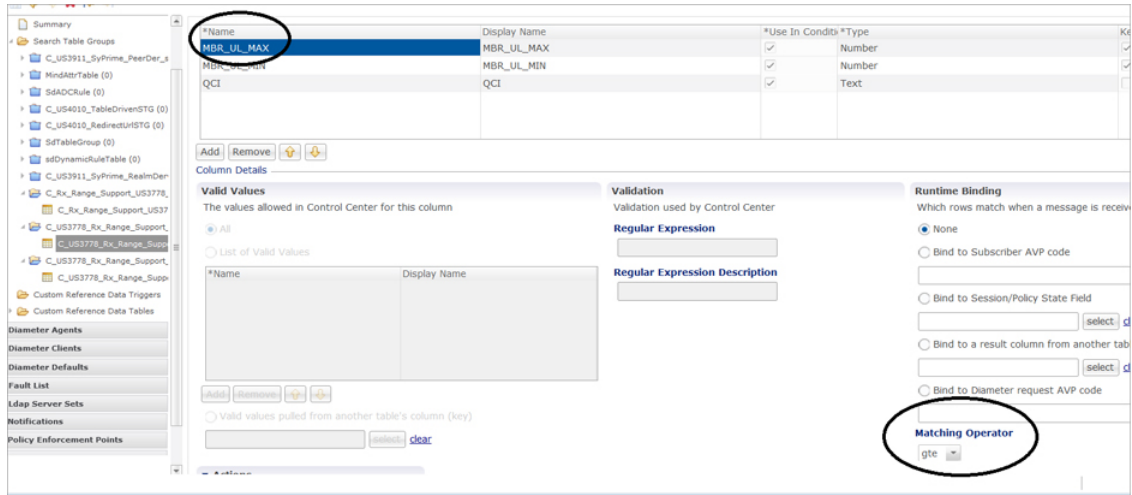 Summary
Search Table Groups
C_US3911_SyPrime_PeerDer_s
MindAttrTable (0)
SdADCRule (0)
C_US4010_TableDrivenSTG (0)
C_US4010_RedirectUrlSTG (0)
SdTableGroup (0)
sdDynamicRuleTable (0)
C_US3911_SyPrime_RealmDer
C_Rx_Range_Support_US3778_
C_Rx_Range_Support_US37
C_US3778_Rx_Range_Support_
C_US3778_Rx_Range_Suppo
C_US3778_Rx_Range_Support_
C_US3778_Rx_Range_Suppo
Custom Reference Data Triggers
Custom Reference Data Tables
Diameter Agents
Diameter Clients
Diameter Defaults
Fault List
Ldap Server Sets
Notifications
Policy Enforcement Points
*Name Display Name *Use In Conditi *Type Ke
MBR_UL_MAX MBR_UL_MAX Number
MBR_UL_MIN MBR_UL_MIN Number
QCI QCI Text
Add Remove
Column Details
Valid Values
The values allowed in Control Center for this column
All
List of Valid Values
*Name Display Name
Add Remove
Valid values pulled from another table's column (key)
select clear
Actions
Validation
Validation used by Control Center
Regular Expression
Regular Expression Description
Runtime Binding
Which rows match when a message is receive
None
Bind to Subscriber AVP code
Bind to Session/Policy State Field
select cl
Bind to a result column from another tab
select cl
Bind to Diameter request AVP code
Matching Operator
gte